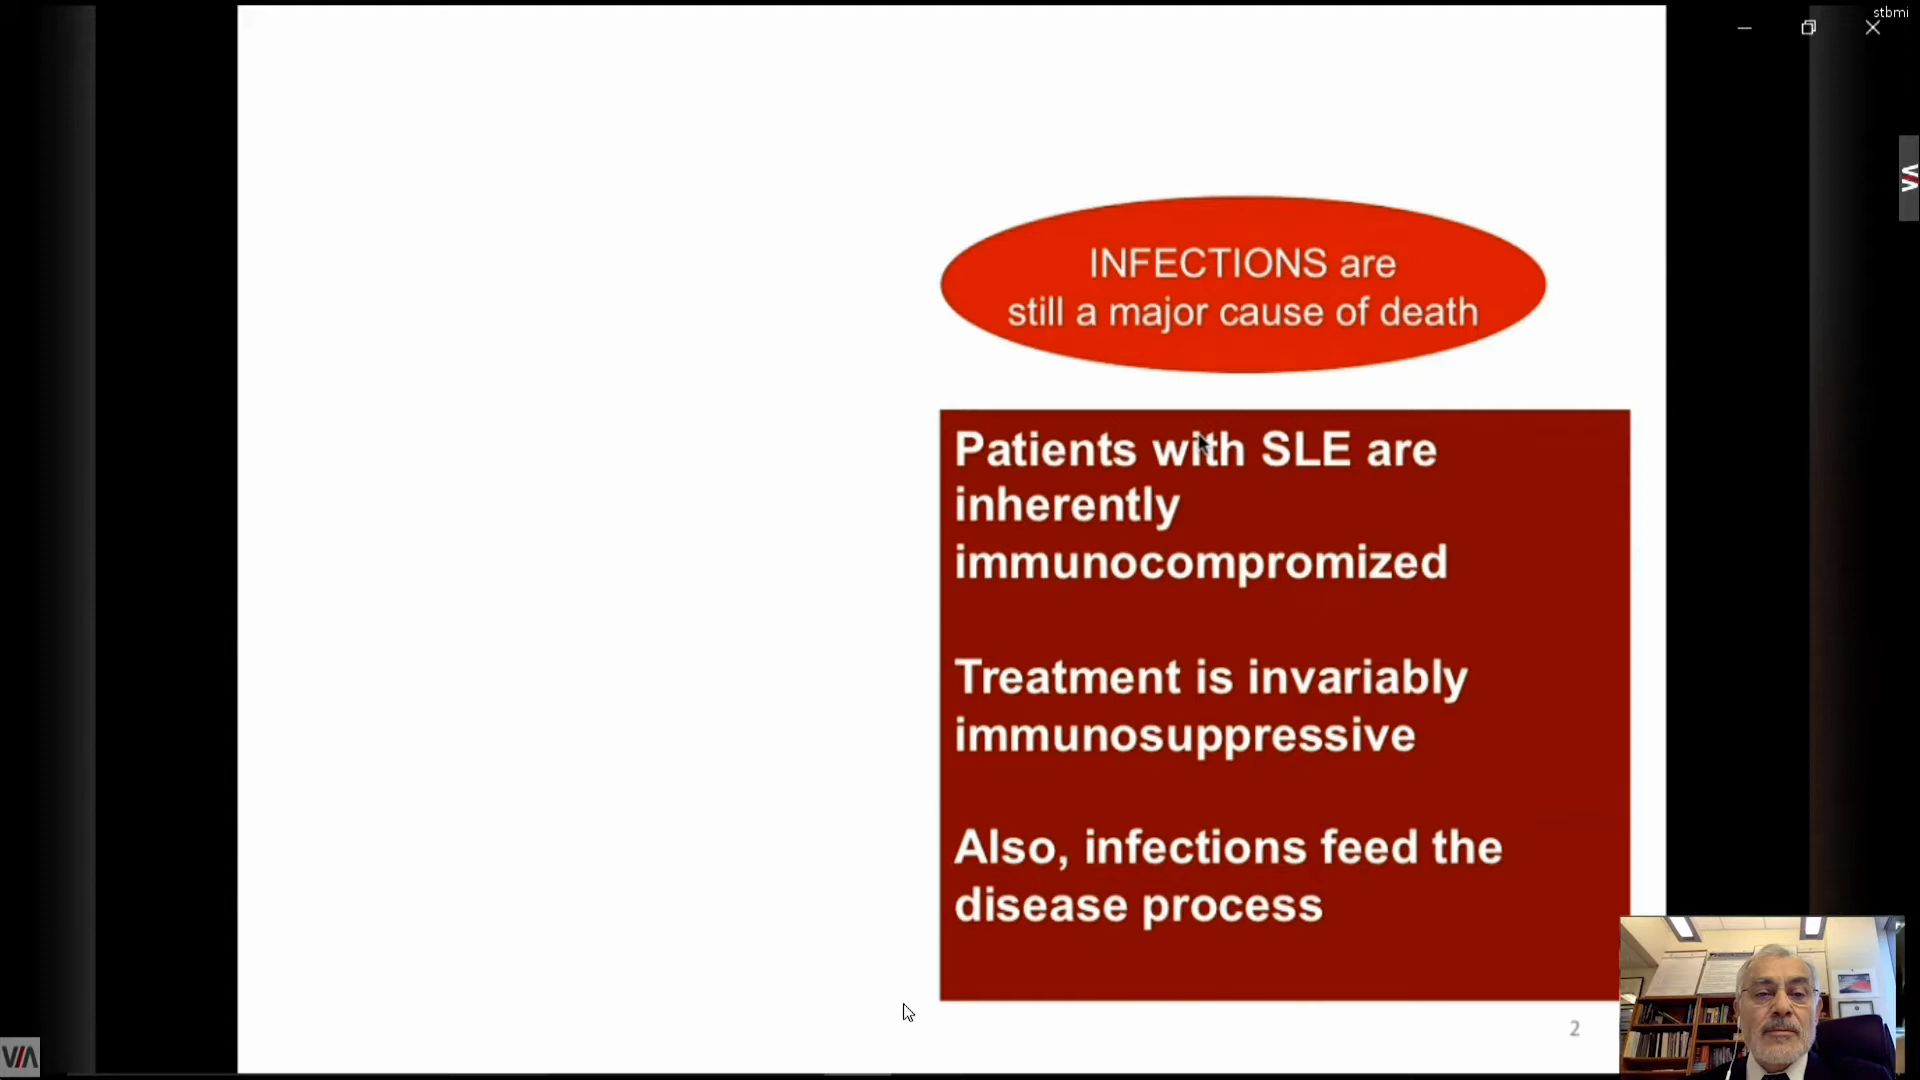 stbmi
INFECTIONS are
still a major cause of death
Patients with SLE are
inherently
immunocompromized
Treatment is invariably
immunosuppressive
Also, infections feed the
disease process
2
VIA